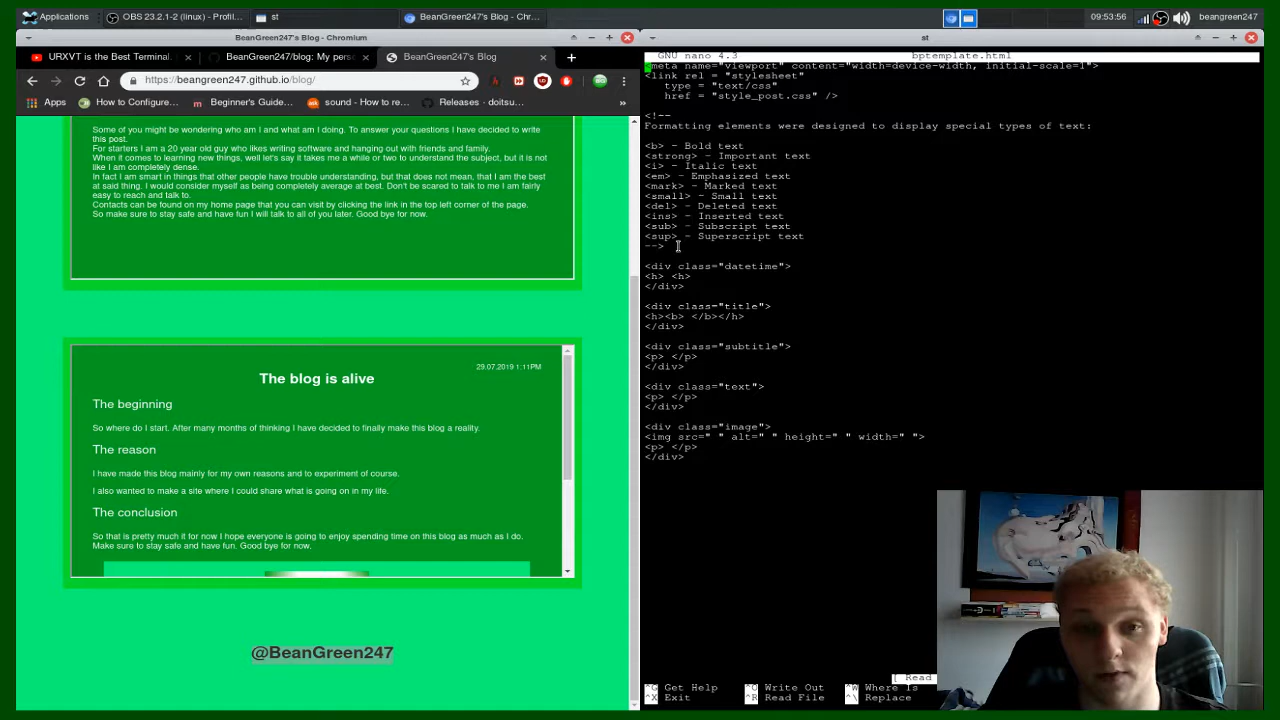 Applications
OBS 23.2.1-2 (linux) - Profil...
st
BeanGreen247's Blog - Chr...
09:53:56
beangreen247
BeanGreen247's Blog - Chromium
URXVT is the Best Terminal.
BeanGreen247/blog: My perso
BeanGreen247's Blog
https://beangreen247.github.io/blog/
Apps
How to Configure...
Beginner's Guide...
sound - How to rest...
Releases · doitsu...
»
Some of you might be wondering who am I and what am I doing. To answer your questions I have decided to write
this post.
For starters I am a 20 year old guy who likes writing software and hanging out with friends and family.
When it comes to learning new things, well let's say it takes me a while or two to understand the subject, but it is not
like I am completely dense.
In fact I am smart in things that other people have trouble understanding, but that does not mean, that I am the best
at said thing. I would consider myself as being completely average at best. Don't be scared to talk to me I am fairly
easy to reach and talk to.
Contacts can be found on my home page that you can visit by clicking the link in the top left corner of the page.
So make sure to stay safe and have fun I will talk to all of you later. Good bye for now.
29.07.2019 1:11PM
The blog is alive
The beginning
So where do I start. After many months of thinking I have decided to finally make this blog a reality.
The reason
I have made this blog mainly for my own reasons and to experiment of course.
I also wanted to make a site where I could share what is going on in my life.
The conclusion
So that is pretty much it for now I hope everyone is going to enjoy spending time on this blog as much as I do.
Make sure to stay safe and have fun. Good bye for now.
@BeanGreen247
st
GNU nano 4.3 bptemplate.html
<meta name="viewport" content="width=device-width, initial-scale=1">
<link rel = "stylesheet"
type = "text/css"
href = "style_post.css" />
<!--
Formatting elements were designed to display special types of text:
<b> - Bold text
<strong> - Important text
<i> - Italic text
<em> - Emphasized text
<mark> - Marked text
<small> - Small text
<del> - Deleted text
<ins> - Inserted text
<sub> - Subscript text
<sup> - Superscript text
-->
<div class="datetime">
<h> <h>
</div>
<div class="title">
<h><b> </b></h>
</div>
<div class="subtitle">
<p> </p>
</div>
<div class="text">
<p> </p>
</div>
<div class="image">
<img src=" " alt=" " height=" " width=" ">
<p> </p>
</div>
[ Read
^G Get Help ^O Write Out ^W Where Is
^X Exit ^R Read File ^\ Replace